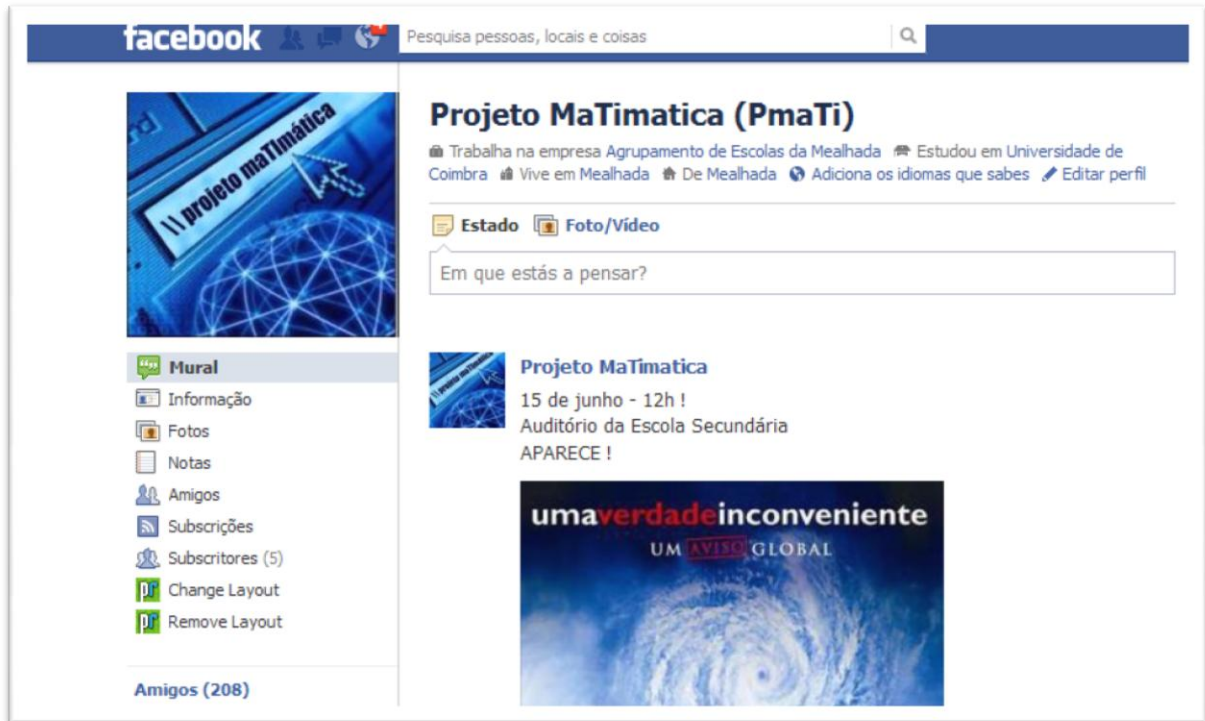 facebook
Pesquisa pessoas, locais e coisas
\\ projeto maTimática
Projeto MaTimatica (PmaTi)
Trabalha na empresa Agrupamento de Escolas da Mealhada Estudou em Universidade de
Coimbra Vive em Mealhada De Mealhada Adiciona os idiomas que sabes Editar perfil
Estado Foto/Vídeo
Em que estás a pensar?
Mural
Informação
Fotos
Notas
Amigos
Subscrições
Subscritores (5)
Change Layout
Remove Layout
Amigos (208)
Projeto MaTimatica
15 de junho - 12h !
Auditório da Escola Secundária
APARECE !
umaverdadeinconveniente
UM AVISO GLOBAL